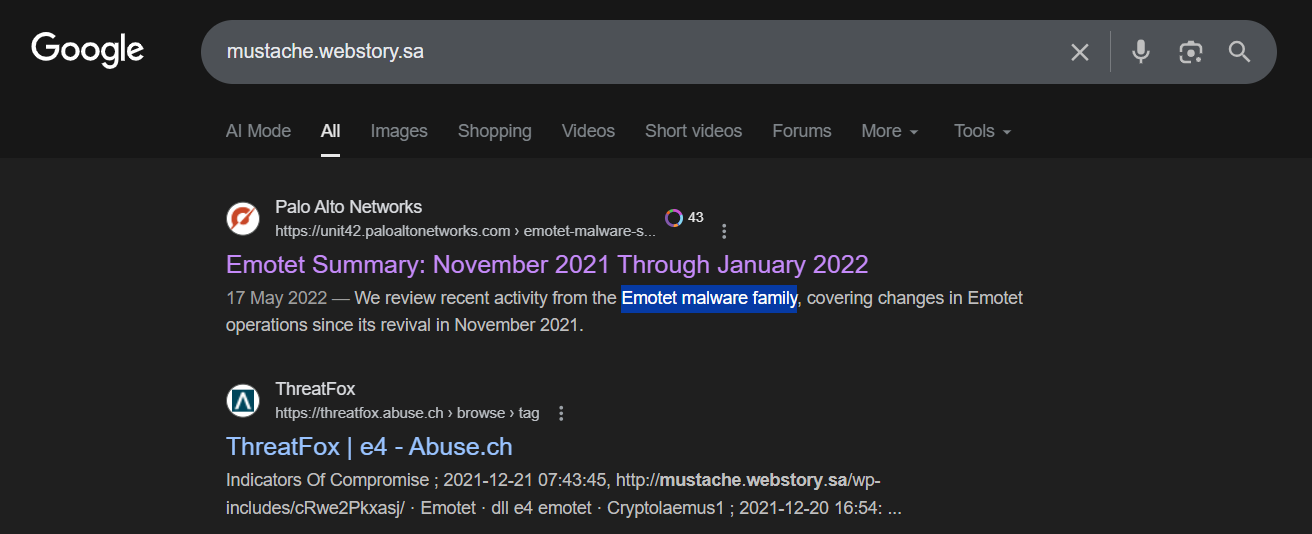 Google
mustache.webstory.sa
AI Mode All Images Shopping Videos Short videos Forums More Tools
Palo Alto Networks
https://unit42.paloaltonetworks.com › emotet-malware-s... 43
Emotet Summary: November 2021 Through January 2022
17 May 2022 — We review recent activity from the Emotet malware family, covering changes in Emotet
operations since its revival in November 2021.
ThreatFox
https://threatfox.abuse.ch › browse › tag
ThreatFox | e4 - Abuse.ch
Indicators Of Compromise ; 2021-12-21 07:43:45, http://mustache.webstory.sa/wp-
includes/cRwe2Pkxasj/ · Emotet · dll e4 emotet · Cryptolaemus1 ; 2021-12-20 16:54: ...